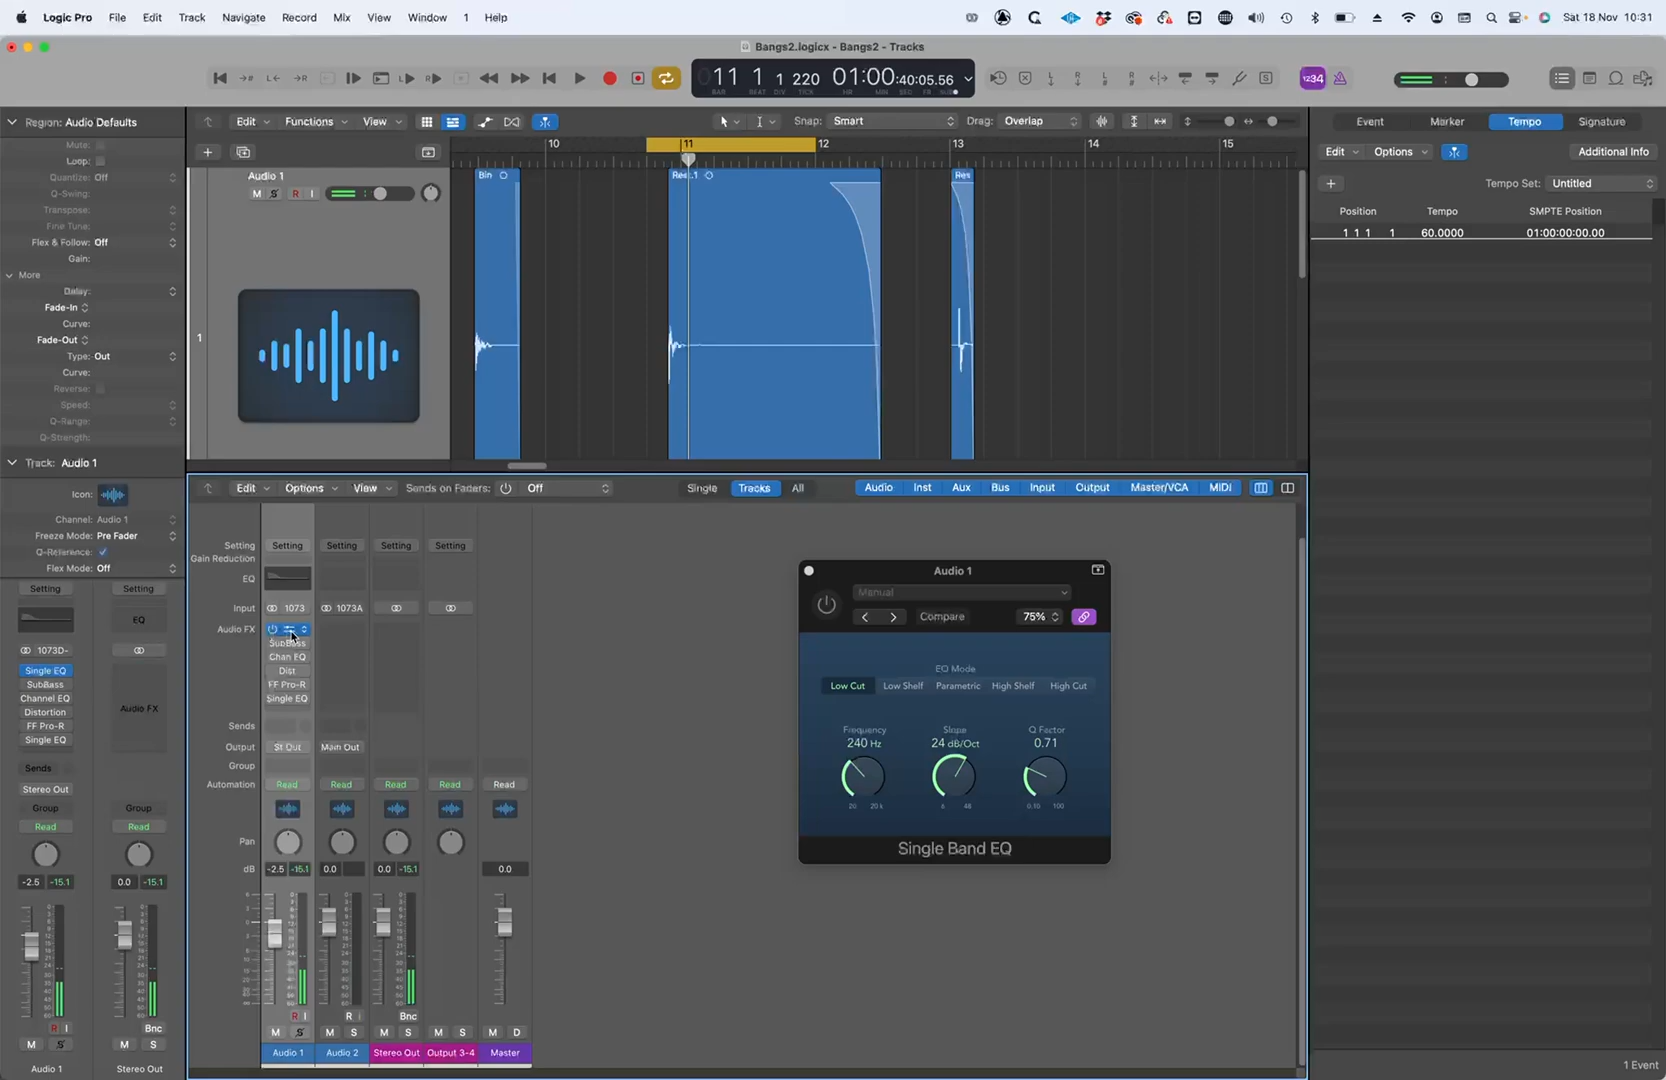 Logic Pro File Edit Track Navigate Record Mix View Window 1 Help Sat 18 Nov 10:31
Bangs2.logicx - Bangs2 - Tracks
11 1 1 220 01:00:40:05.56
BAR BEAT DIV TICK HR MIN SEC FR SUB
1234
Region: Audio Defaults
Mute:
Loop:
Quantize: Off
Q-Swing:
Transpose:
Fine Tune:
Flex & Follow: Off
Gain:
More
Delay:
Fade-In
Curve:
Fade-Out
Type: Out
Curve:
Reverse:
Speed:
Q-Range:
Q-Strength:
Track: Audio 1
Icon:
Channel: Audio 1
Freeze Mode: Pre Fader
Q-Reference:
Flex Mode: Off
Setting Setting
EQ
1073D-
Single EQ
SubBass
Channel EQ
Distortion
FF Pro-R
Single EQ
Audio FX
Sends
Stereo Out
Group Group
Read Read
-2.5 -15.1 0.0 -15.1
R I Bnc
M S M S
Audio 1 Stereo Out
Edit Functions View Snap: Smart Drag: Overlap
10 11 12 13 14 15
Audio 1
M S R I
1
Bin Rec.1 Res
Edit Options View Sends on Faders: Off Single Tracks All Audio Inst Aux Bus Input Output Master/VCA MIDI
Setting Setting Setting Setting Setting
Gain Reduction
EQ
Input 1073 1073A
Audio FX
SubBass
Chan EQ
Dist
FF Pro-R
Single EQ
Sends
Output St Out Main Out
Group
Automation Read Read Read Read Read
Pan
dB -2.5 -15.1 0.0 0.0 -15.1 0.0
R I R I Bnc
M S M S M S M S M D
Audio 1 Audio 2 Stereo Out Output 3-4 Master
Audio 1
Manual
Compare 75%
EQ Mode
Low Cut Low Shelf Parametric High Shelf High Cut
Frequency Slope Q Factor
240 Hz 24 dB/Oct 0.71
20 20 k 6 48 0.10 100
Single Band EQ
Event Marker Tempo Signature
Edit Options Additional Info
Tempo Set: Untitled
Position Tempo SMPTE Position
1 1 1 1 60.0000 01:00:00:00.00
1 Event